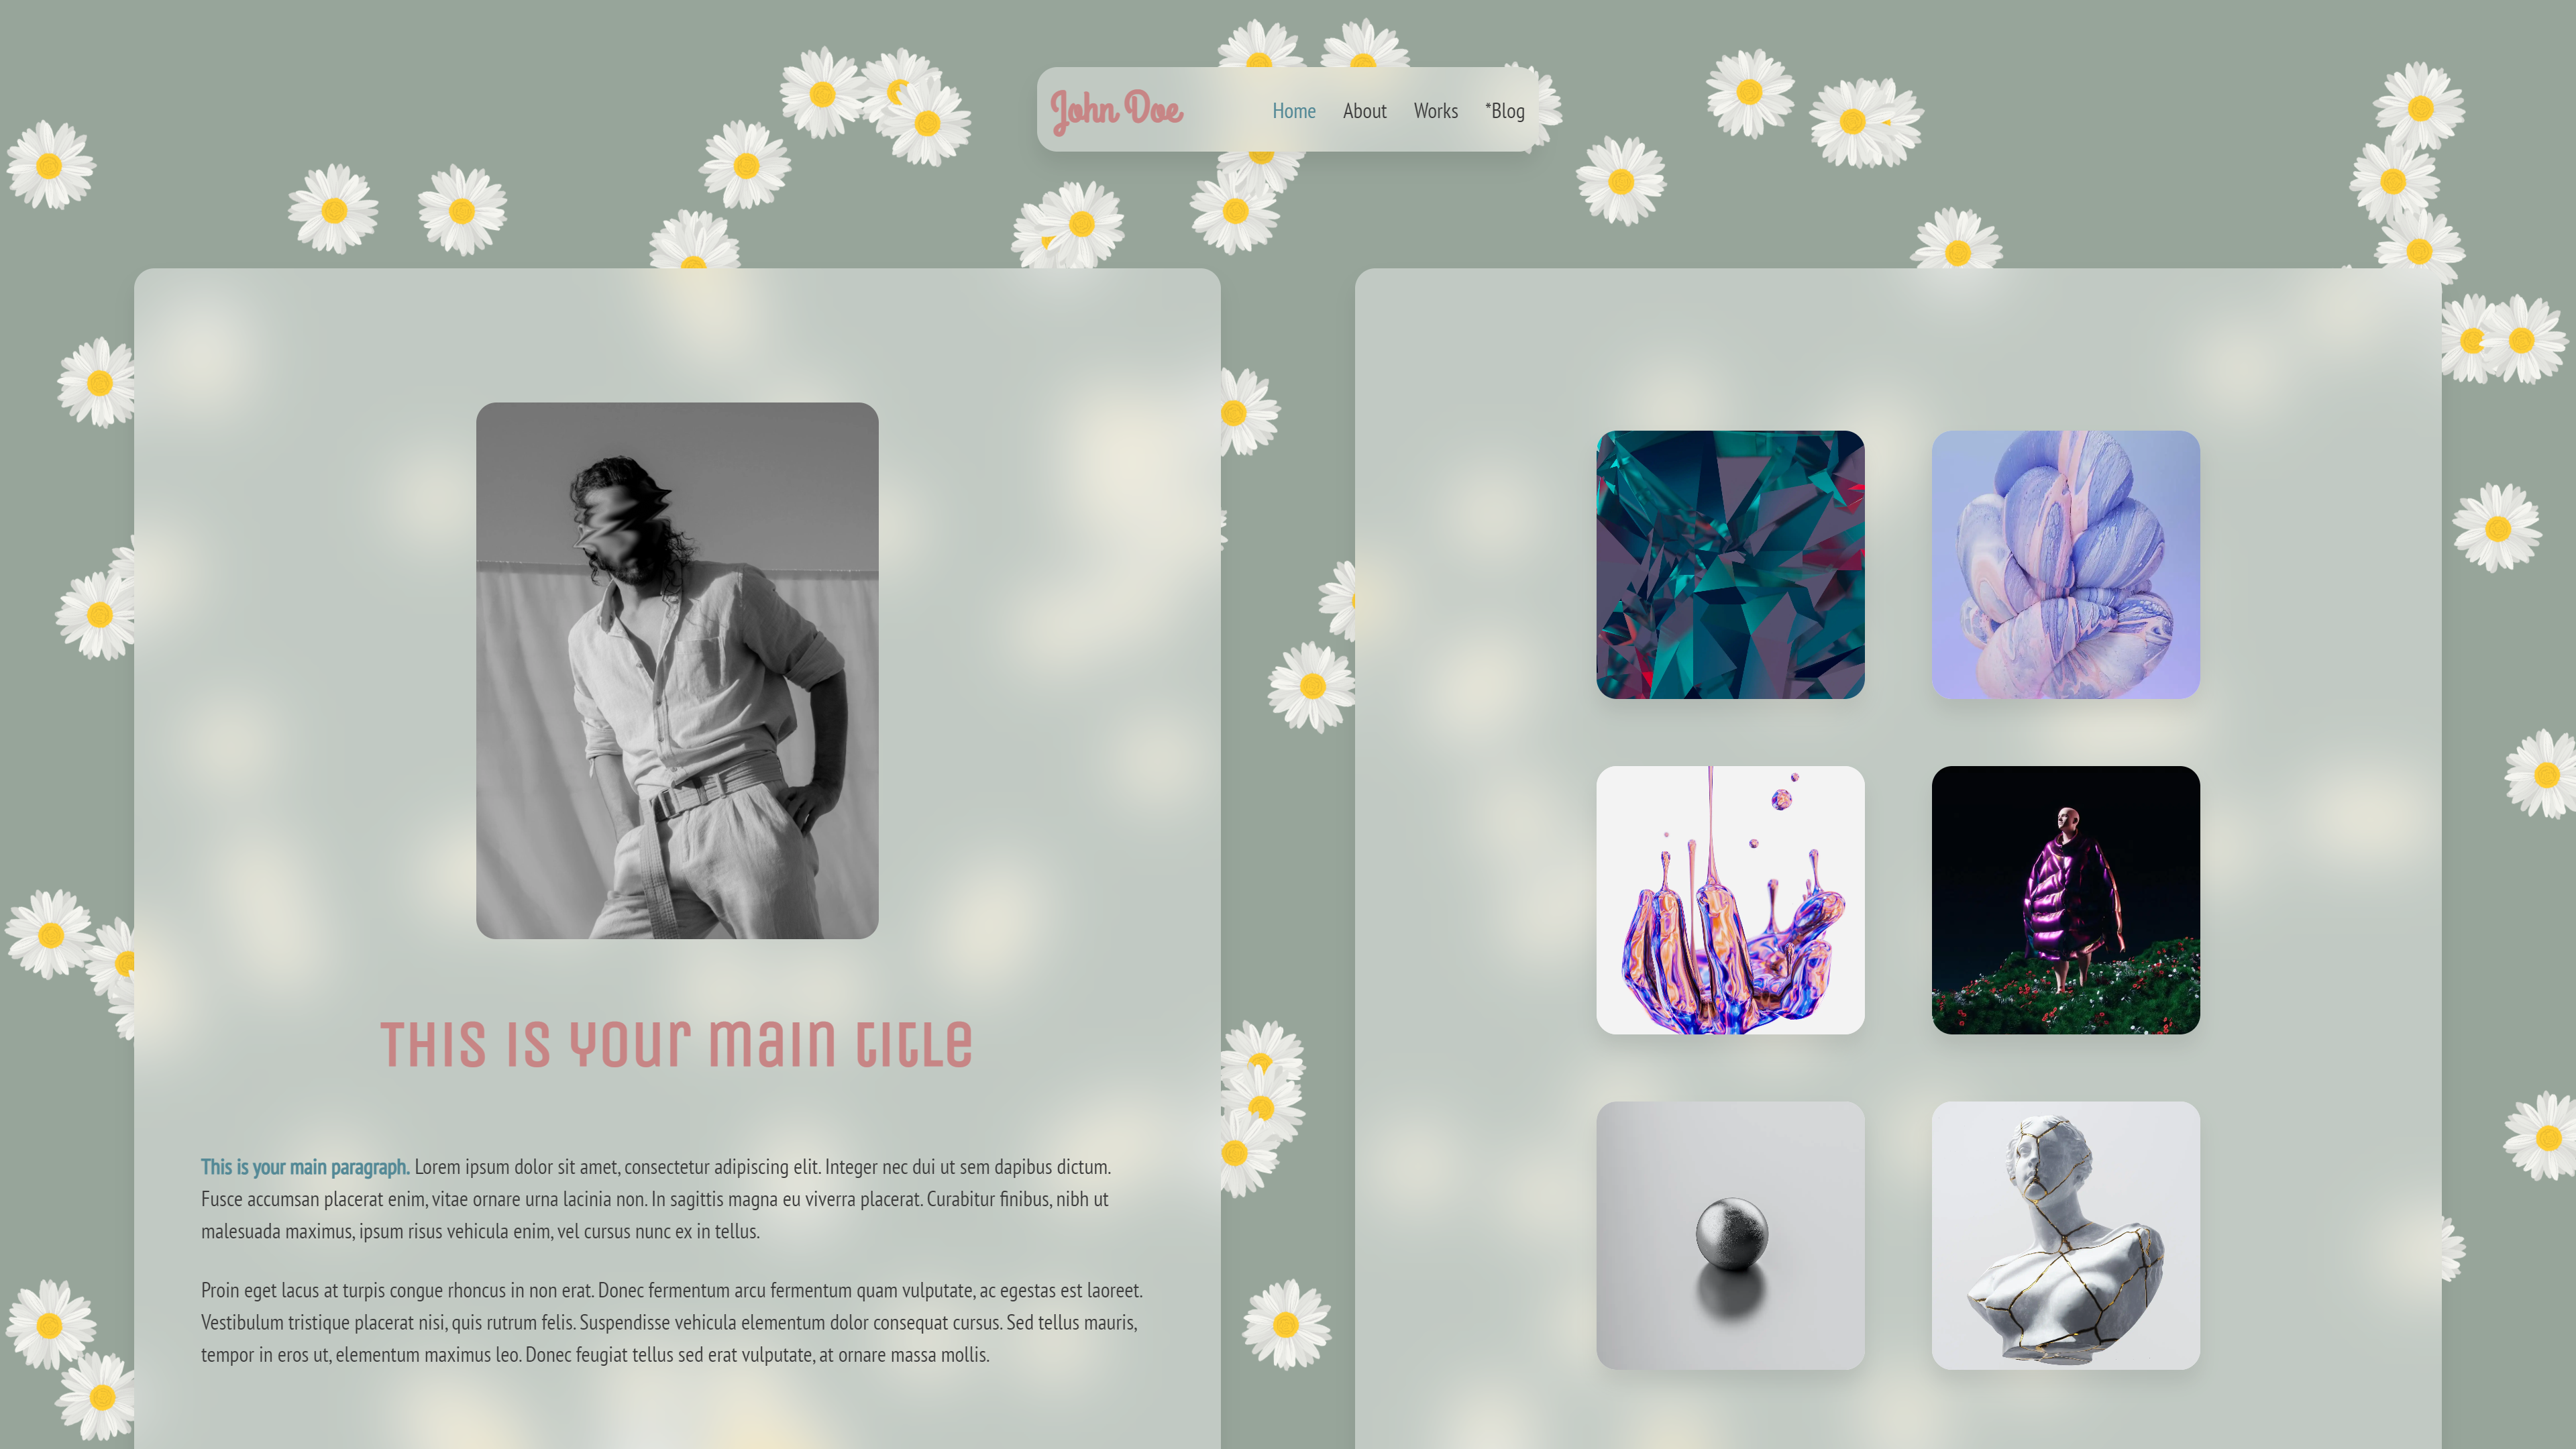 John Doe
Home About Works *Blog
This is your main title
This is your main paragraph. Lorem ipsum dolor sit amet, consectetur adipiscing elit. Integer nec dui ut sem dapibus dictum.
Fusce accumsan placerat enim, vitae ornare urna lacinia non. In sagittis magna eu viverra placerat. Curabitur finibus, nibh ut
malesuada maximus, ipsum risus vehicula enim, vel cursus nunc ex in tellus.
Proin eget lacus at turpis congue rhoncus in non erat. Donec fermentum arcu fermentum quam vulputate, ac egestas est laoreet.
Vestibulum tristique placerat nisi, quis rutrum felis. Suspendisse vehicula elementum dolor consequat cursus. Sed tellus mauris,
tempor in eros ut, elementum maximus leo. Donec feugiat tellus sed erat vulputate, at ornare massa mollis.